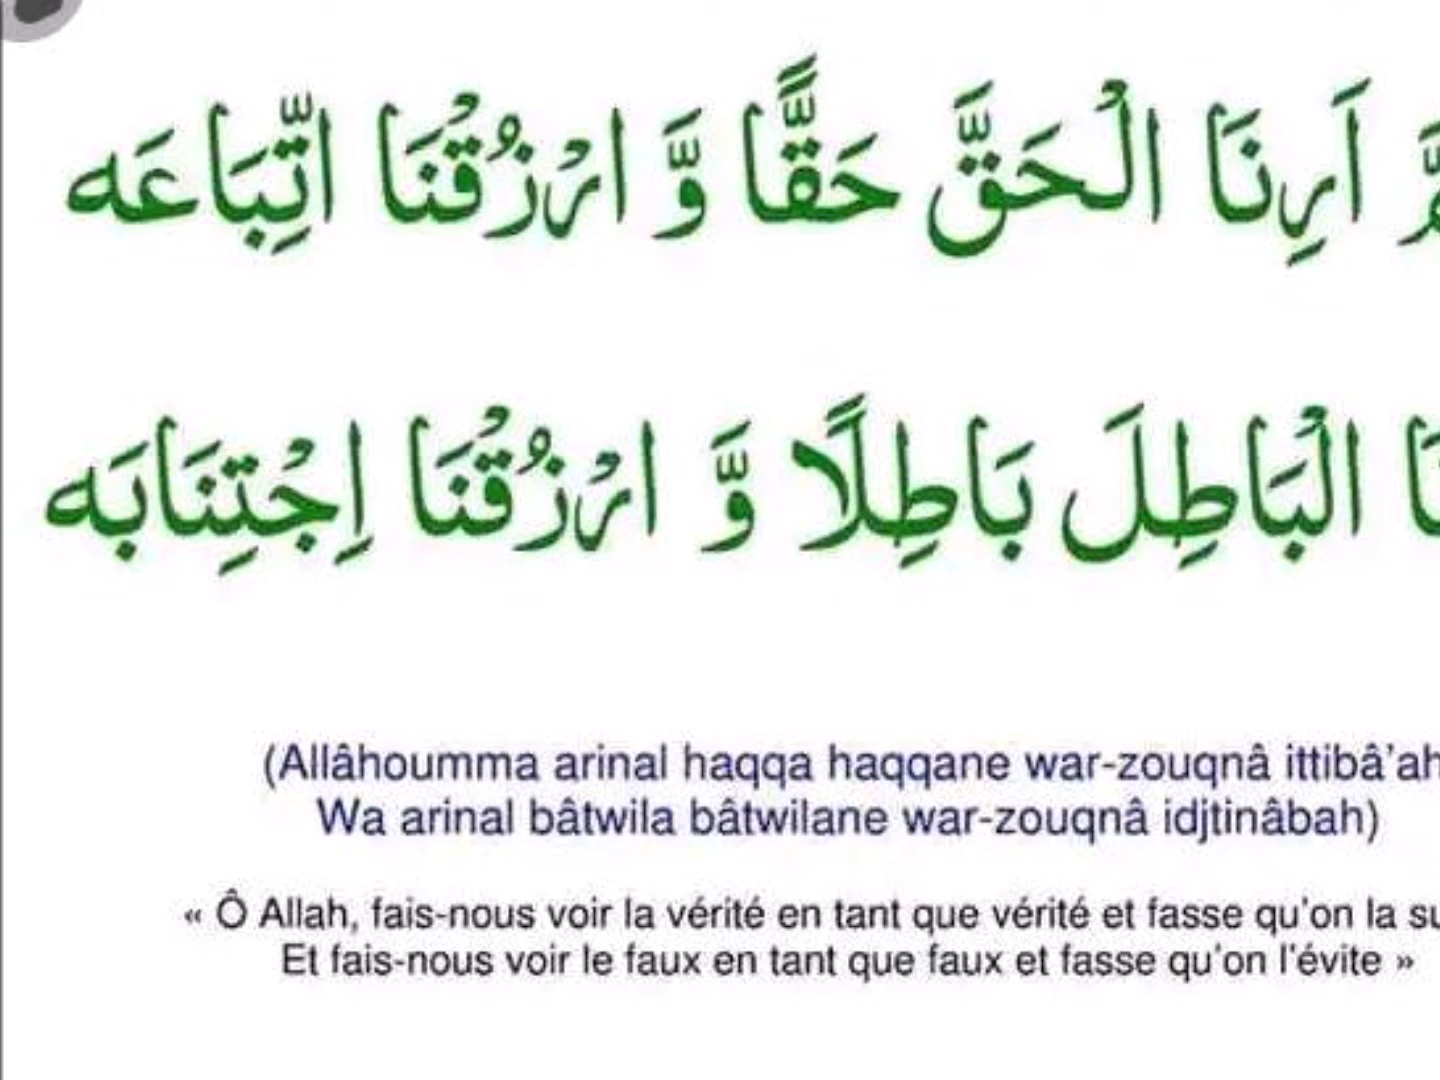 اَرِنَا الْحَقَّ حَقًّا وَّ ارْزُقْنَا اتِّبَاعَه
الْبَاطِلَ بَاطِلًا وَّ ارْزُقْنَا اِجْتِنَابَه
(Allâhoumma arinal haqqa haqqane war-zouqnâ ittibâ'ah
Wa arinal bâtwila bâtwilane war-zouqnâ idjtinâbah)
« Ô Allah, fais-nous voir la vérité en tant que vérité et fasse qu'on la
Et fais-nous voir le faux en tant que faux et fasse qu'on l'évite »